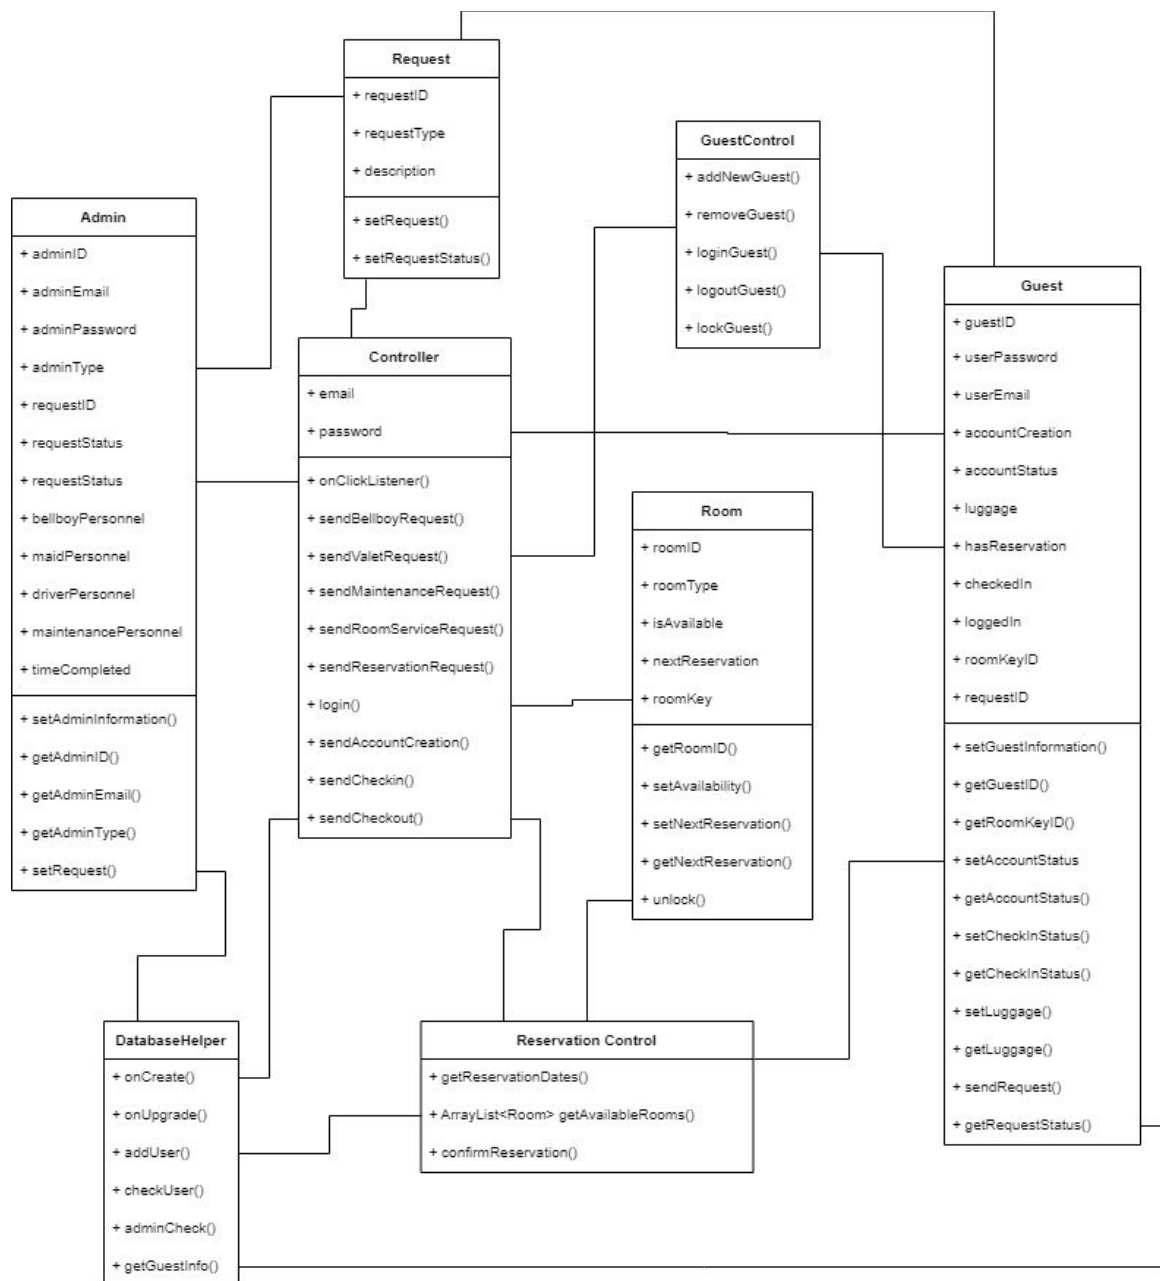 Request
+ requestID
+ requestType
+ description
+ setRequest()
+ setRequestStatus()
GuestControl
+ addNewGuest()
+ removeGuest()
+ loginGuest()
+ logoutGuest()
+ lockGuest()
Admin
+ adminID
+ adminEmail
+ adminPassword
+ adminType
+ requestID
+ requestStatus
+ requestStatus
+ bellboyPersonnel
+ maidPersonnel
+ driverPersonnel
+ maintenancePersonnel
+ timeCompleted
+ setAdminInformation()
+ getAdminID()
+ getAdminEmail()
+ getAdminType()
+ setRequest()
Controller
+ email
+ password
+ onClickListener()
+ sendBellboyRequest()
+ sendValetRequest()
+ sendMaintenanceRequest()
+ sendRoomServiceRequest()
+ sendReservationRequest()
+ login()
+ sendAccountCreation()
+ sendCheckin()
+ sendCheckout()
Room
+ roomID
+ roomType
+ isAvailable
+ nextReservation
+ roomKey
+ getRoomID()
+ setAvailability()
+ setNextReservation()
+ getNextReservation()
+ unlock()
Guest
+ guestID
+ userPassword
+ userEmail
+ accountCreation
+ accountStatus
+ luggage
+ hasReservation
+ checkedIn
+ loggedIn
+ roomKeyID
+ requestID
+ setGuestInformation()
+ getGuestID()
+ getRoomKeyID()
+ setAccountStatus
+ getAccountStatus()
+ setCheckInStatus()
+ getCheckInStatus()
+ setLuggage()
+ getLuggage()
+ sendRequest()
+ getRequestStatus()
DatabaseHelper
+ onCreate()
+ onUpgrade()
+ addUser()
+ checkUser()
+ adminCheck()
+ getGuestInfo()
Reservation Control
+ getReservationDates()
+ ArrayList<Room> getAvailableRooms()
+ confirmReservation()